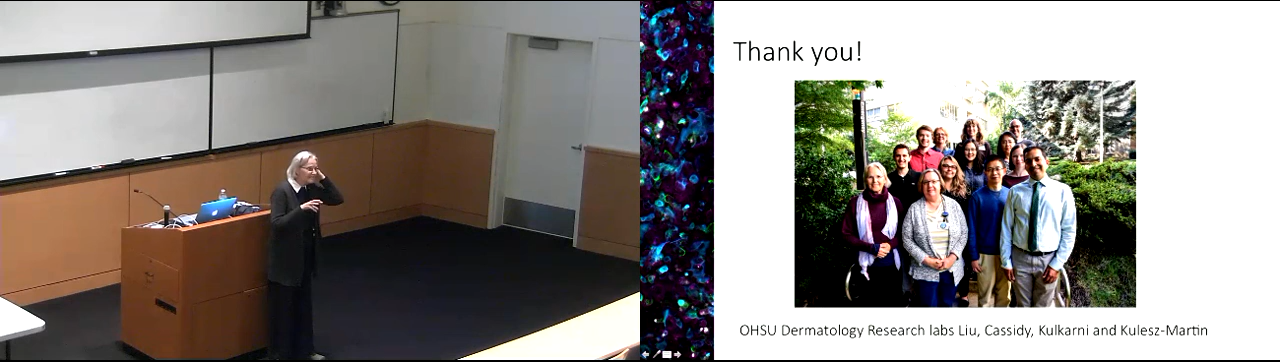 Thank you!
OHSU Dermatology Research labs Liu, Cassidy, Kulkarni and Kulesz-Martin